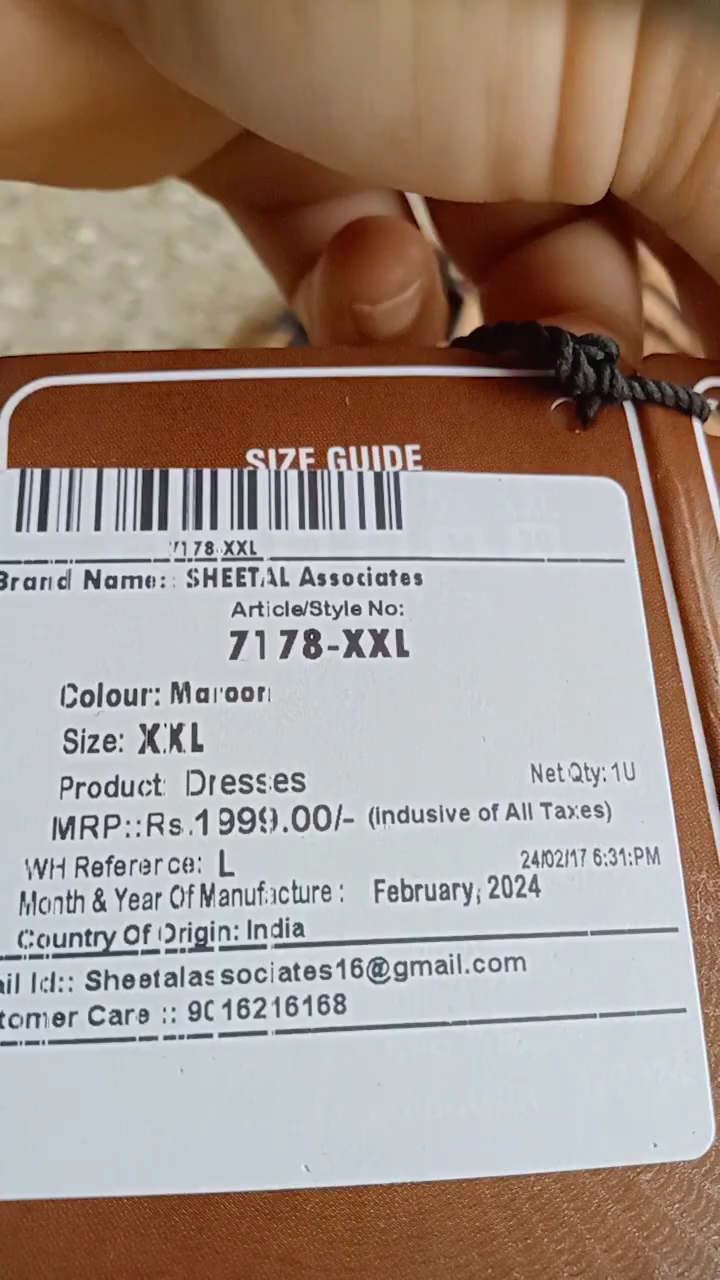 SIZE GUIDE
7178-XXL
Brand Name: : SHEETAL Associates
Article/Style No:
7178-XXL
Colour: Maroon
Size: XXL
Product: Dresses
Net Qty: 1U
MRP::Rs.1999.00/- (indusive of All Taxes)
WH Reference: L
24/02/17 6:31:PM
Month & Year Of Manufacture : February, 2024
Country Of Origin: India
ail Id:: Sheetalassociates16@gmail.com
tomer Care :: 9016216168